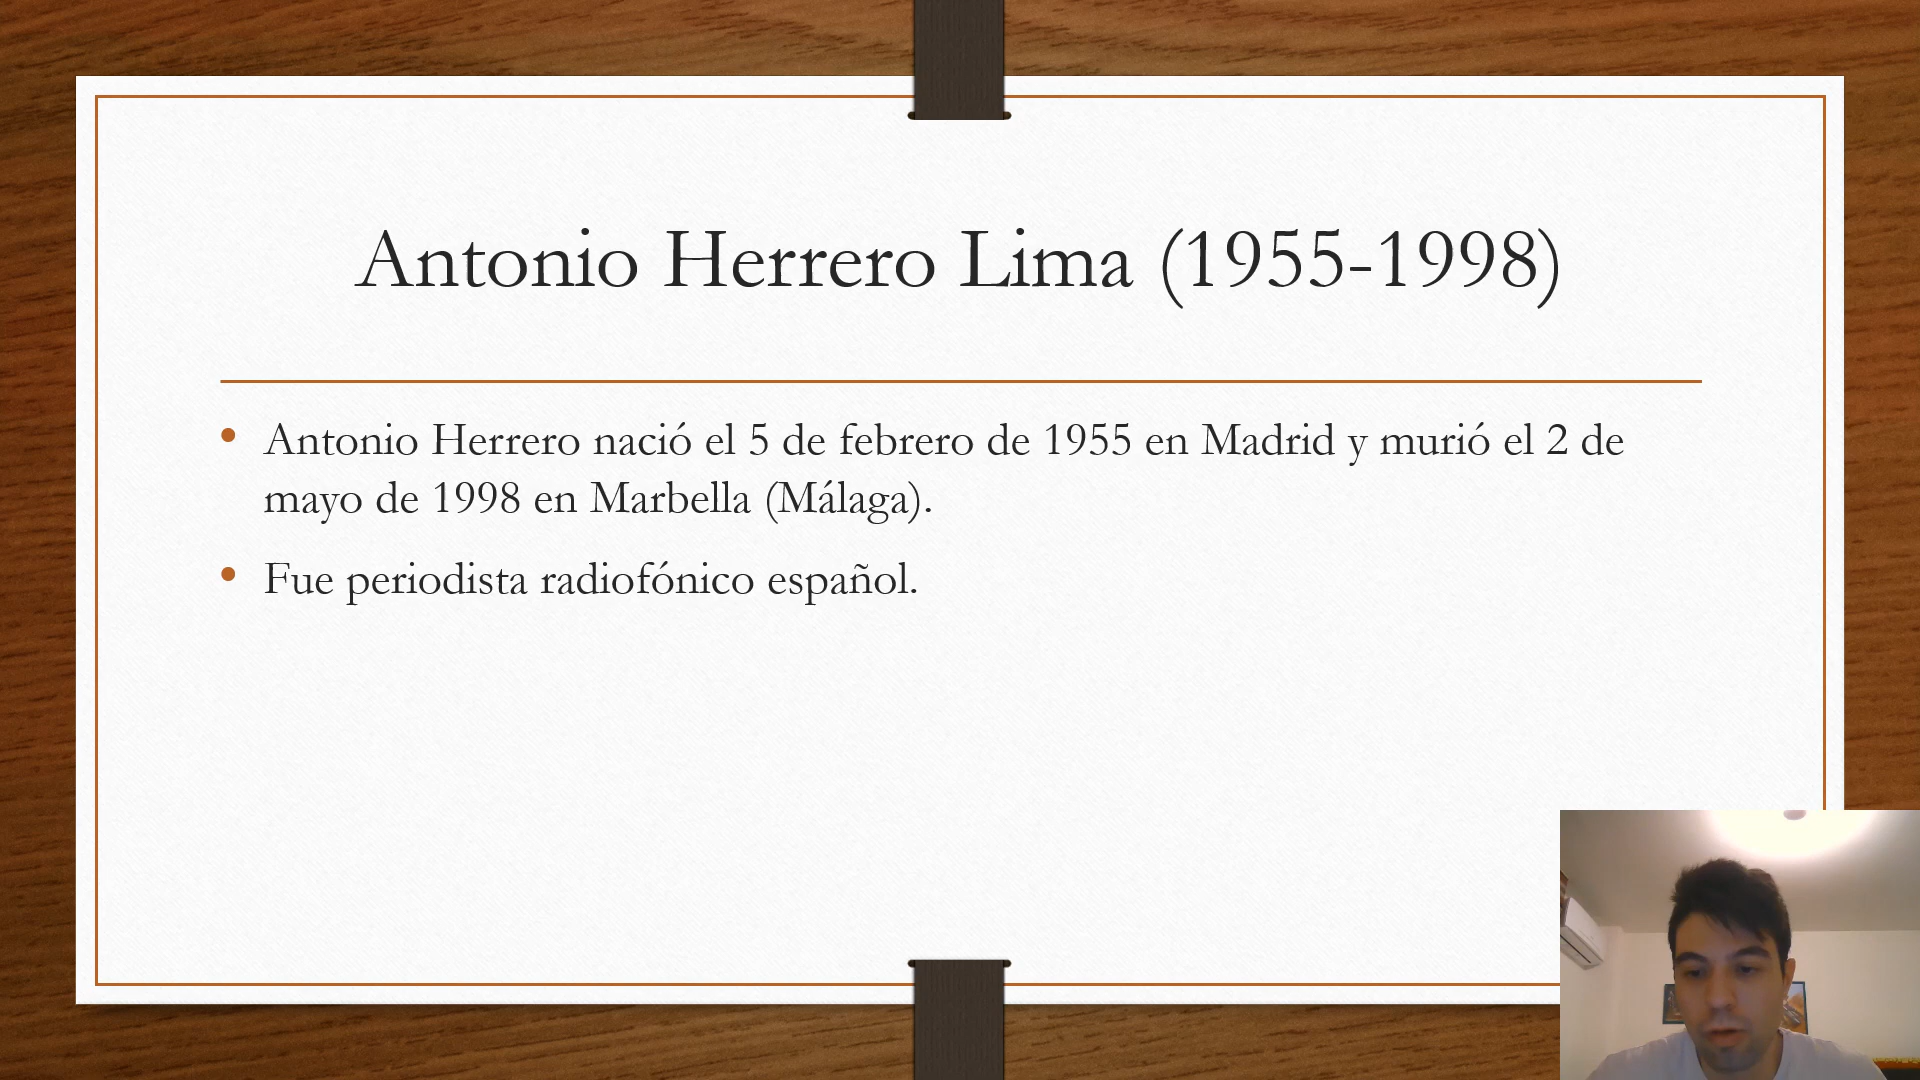 Antonio Herrero Lima (1955-1998)
• Antonio Herrero nació el 5 de febrero de 1955 en Madrid y murió el 2 de
mayo de 1998 en Marbella (Málaga).
• Fue periodista radiofónico español.